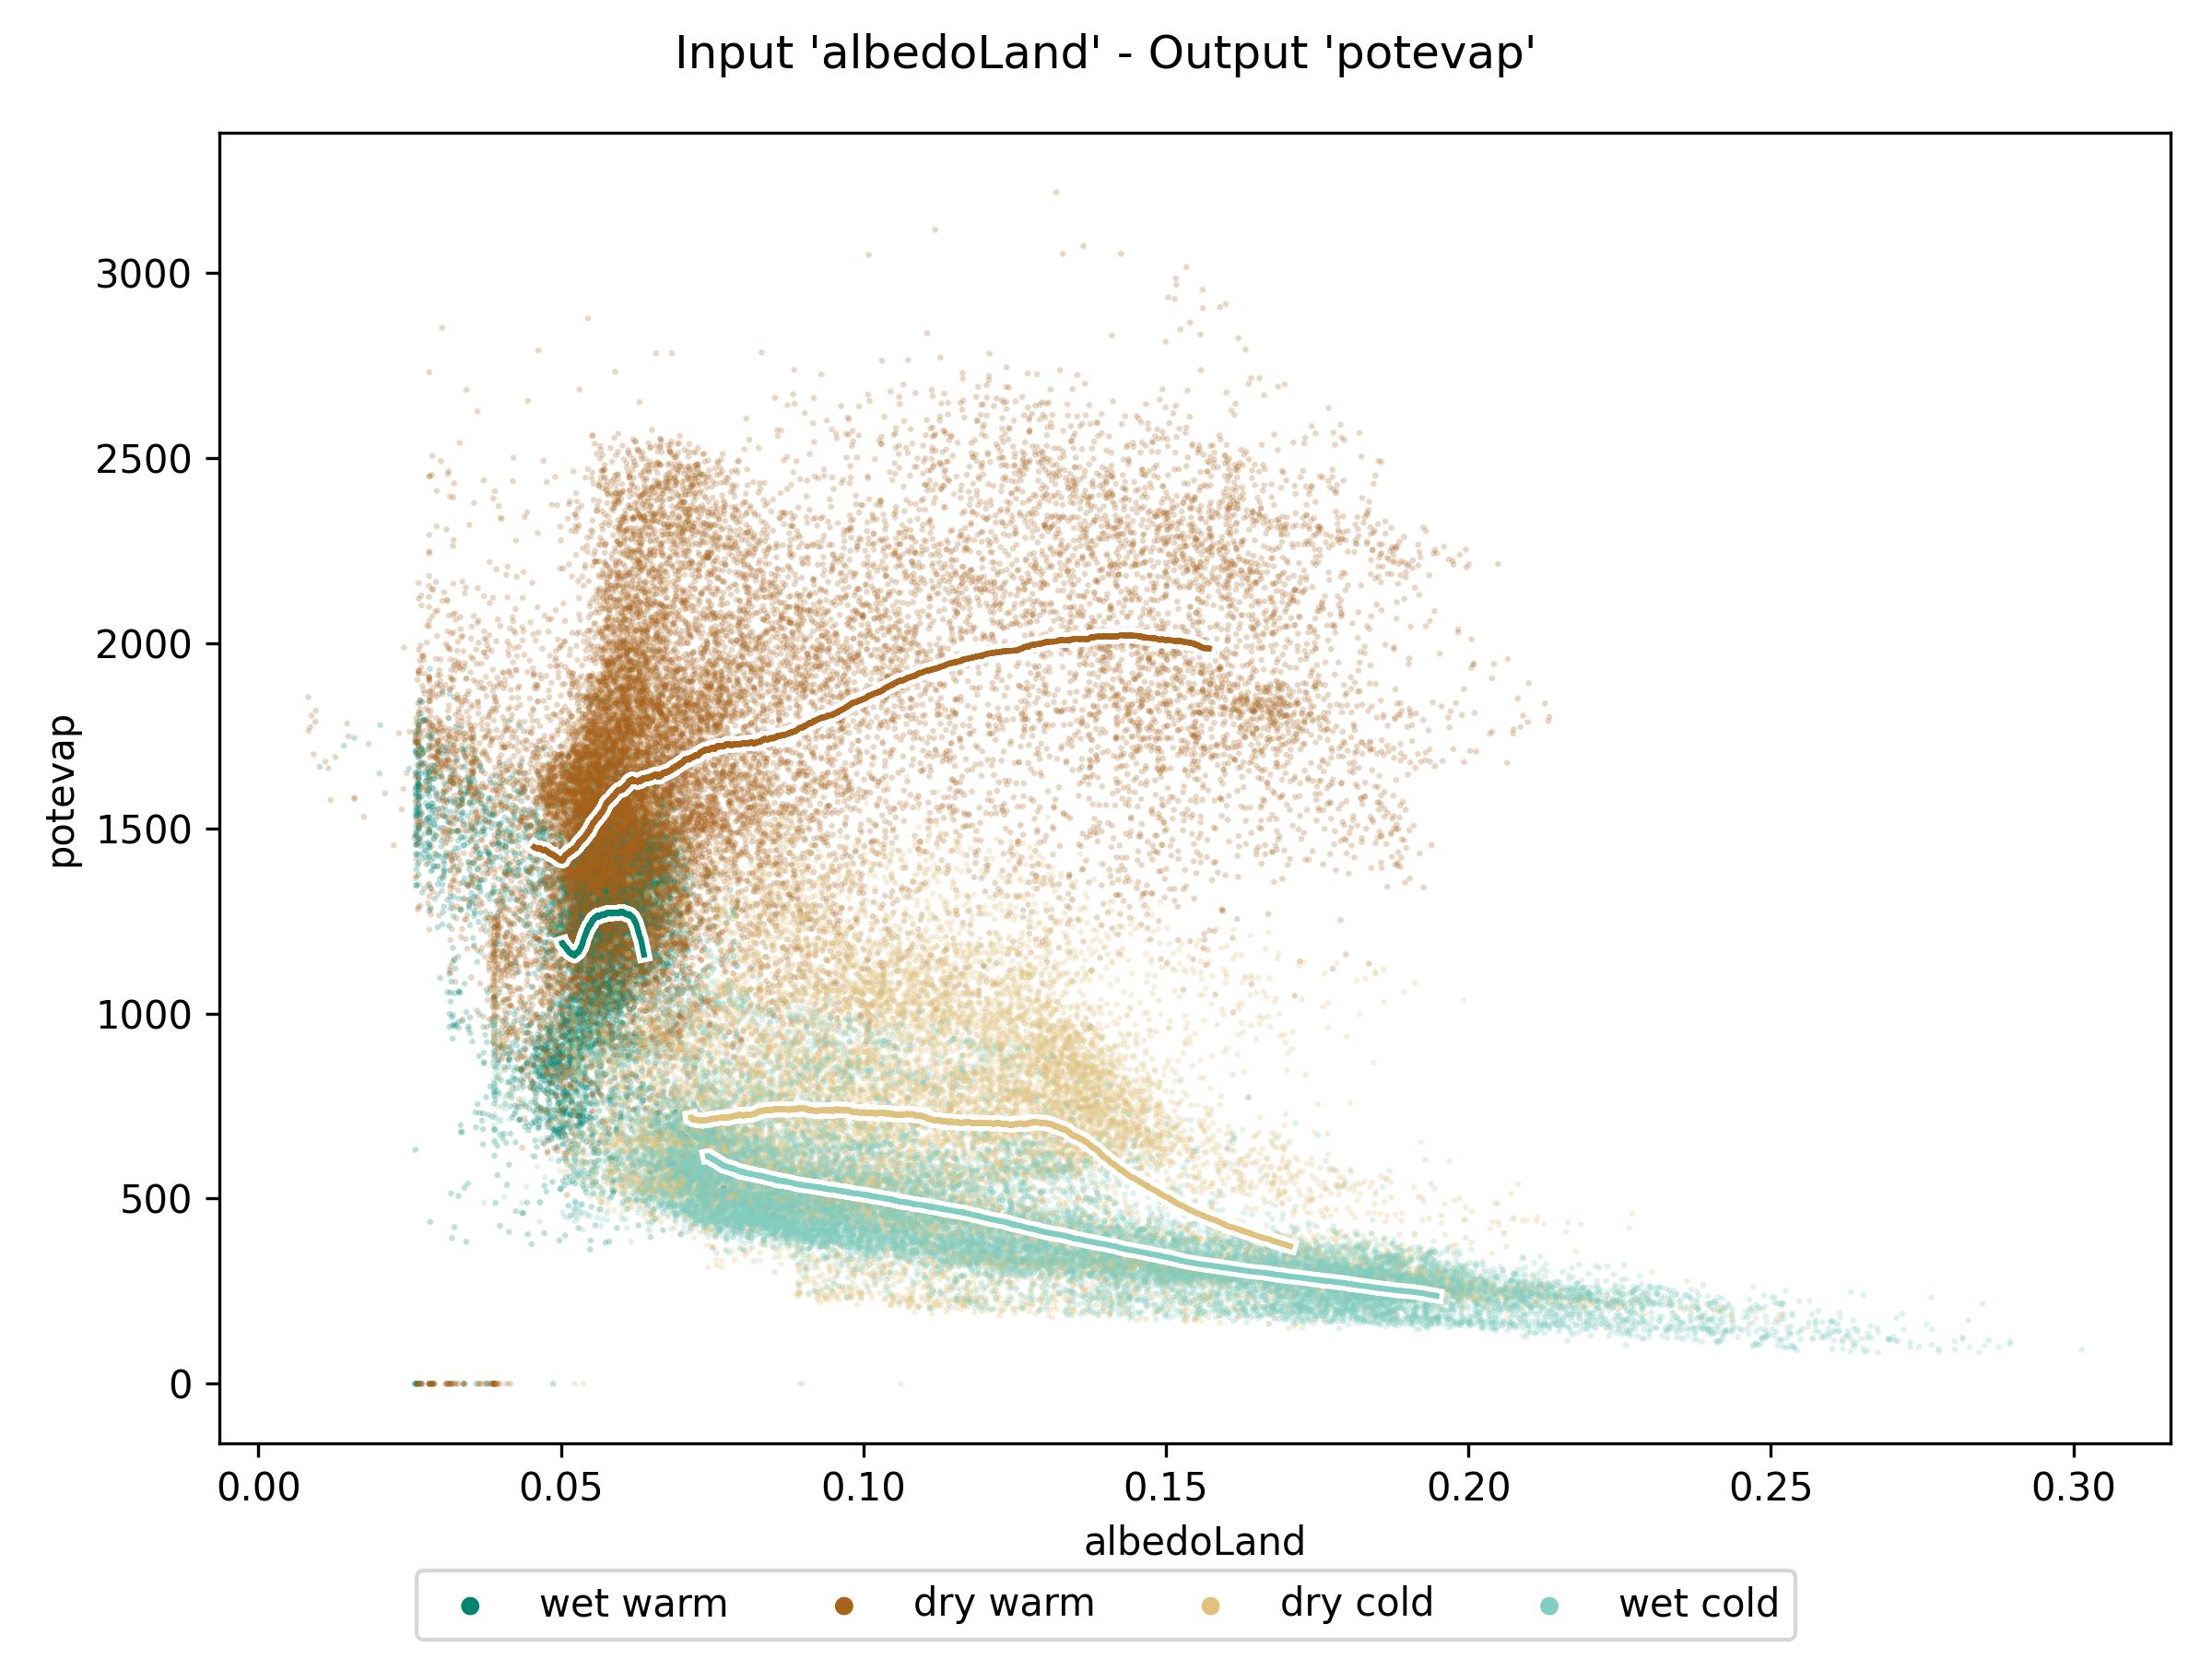 Input 'albedoLand' - Output 'potevap'
3000
2500
2000
1500
1000
500
0
potevap
0.00 0.05 0.10 0.15 0.20 0.25 0.30
albedoLand
wet warm dry warm dry cold wet cold